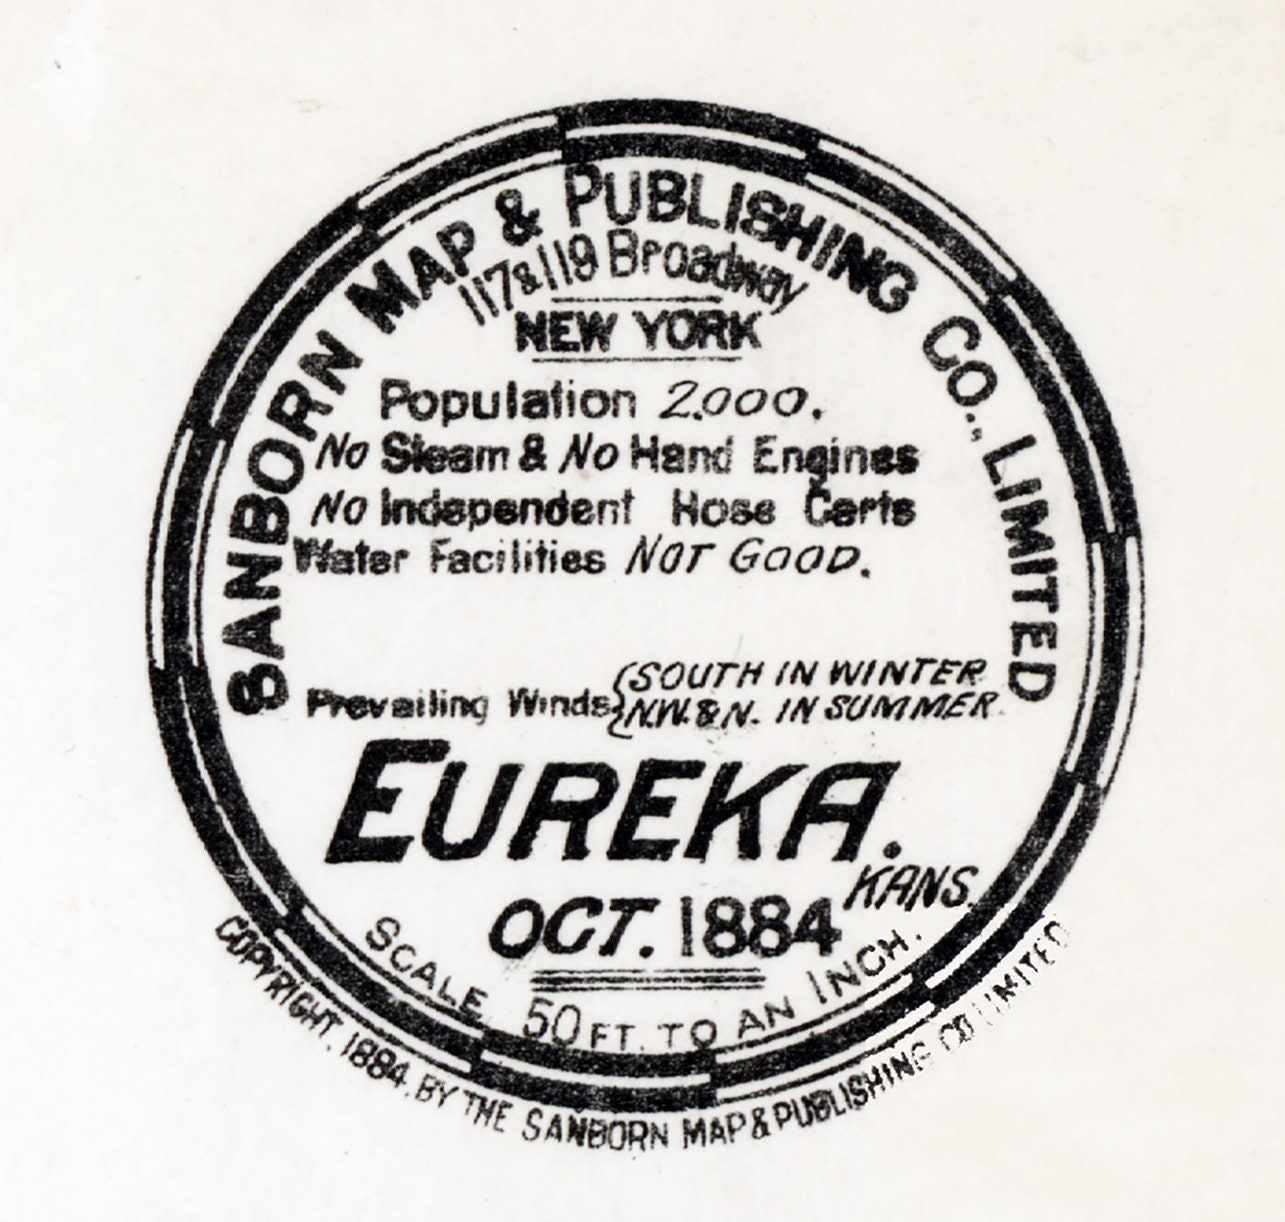 SANBORN MAP & PUBLISHING CO., LIMITED
117 & 119 Broadway
NEW YORK
Population 2.000.
No Steam & No Hand Engines
No Independent Hose Carts
Water Facilities NOT GOOD.
Prevailing Winds { SOUTH IN WINTER
N.W. & N. IN SUMMER.
EUREKA.
KANS.
OCT. 1884
SCALE 50 FT. TO AN INCH.
COPYRIGHT, 1884, BY THE SANBORN MAP & PUBLISHING CO LIMITED